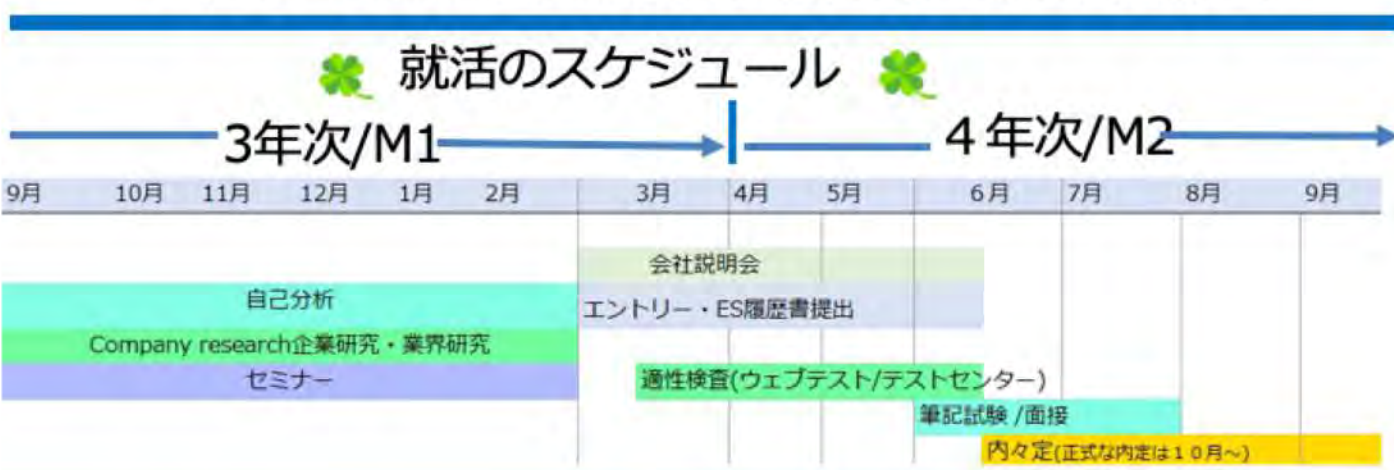 就活のスケジュール
3年次/M1
４年次/M2
9月 10月 11月 12月 1月 2月 3月 4月 5月 6月 7月 8月 9月
会社説明会
自己分析
エントリー・ES履歴書提出
Company research企業研究・業界研究
セミナー
適性検査(ウェブテスト/テストセンター)
筆記試験 /面接
内々定(正式な内定は１０月～)